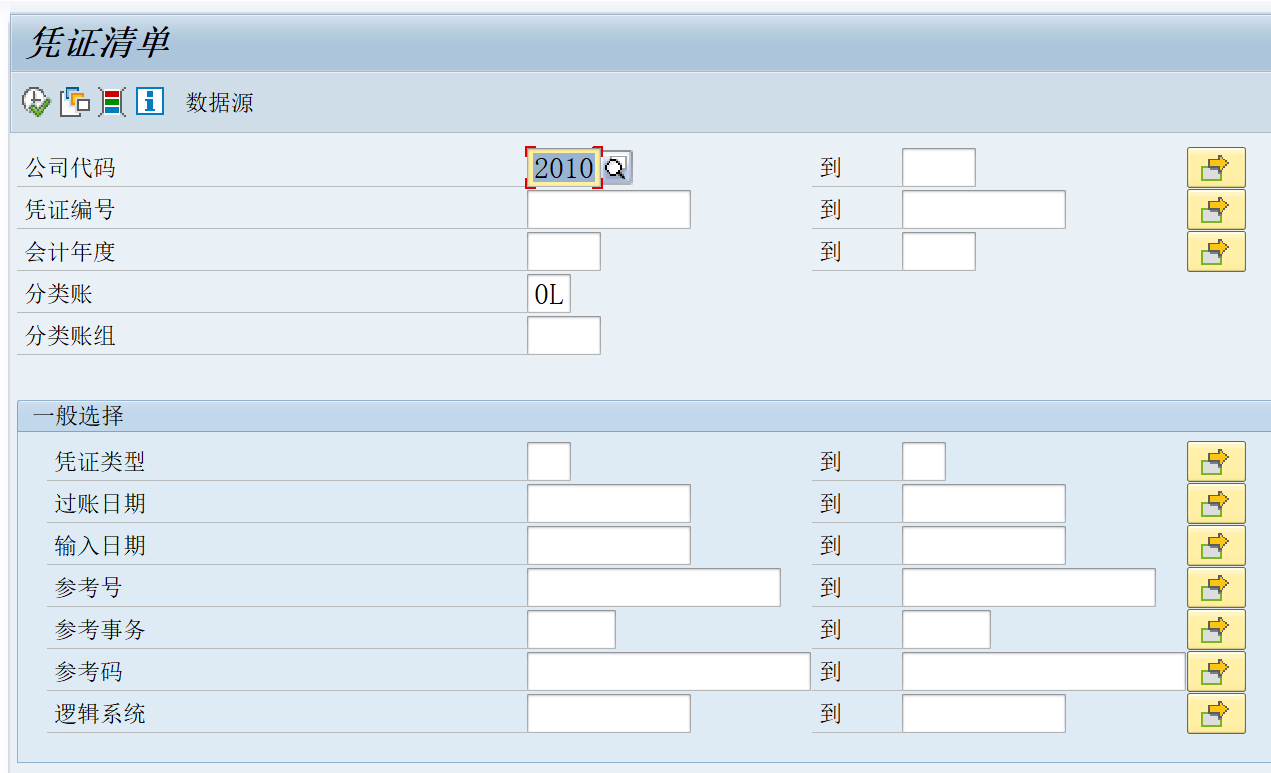 凭证清单
数据源
公司代码 2010 到
凭证编号 到
会计年度 到
分类账 0L
分类账组
一般选择
凭证类型 到
过账日期 到
输入日期 到
参考号 到
参考事务 到
参考码 到
逻辑系统 到